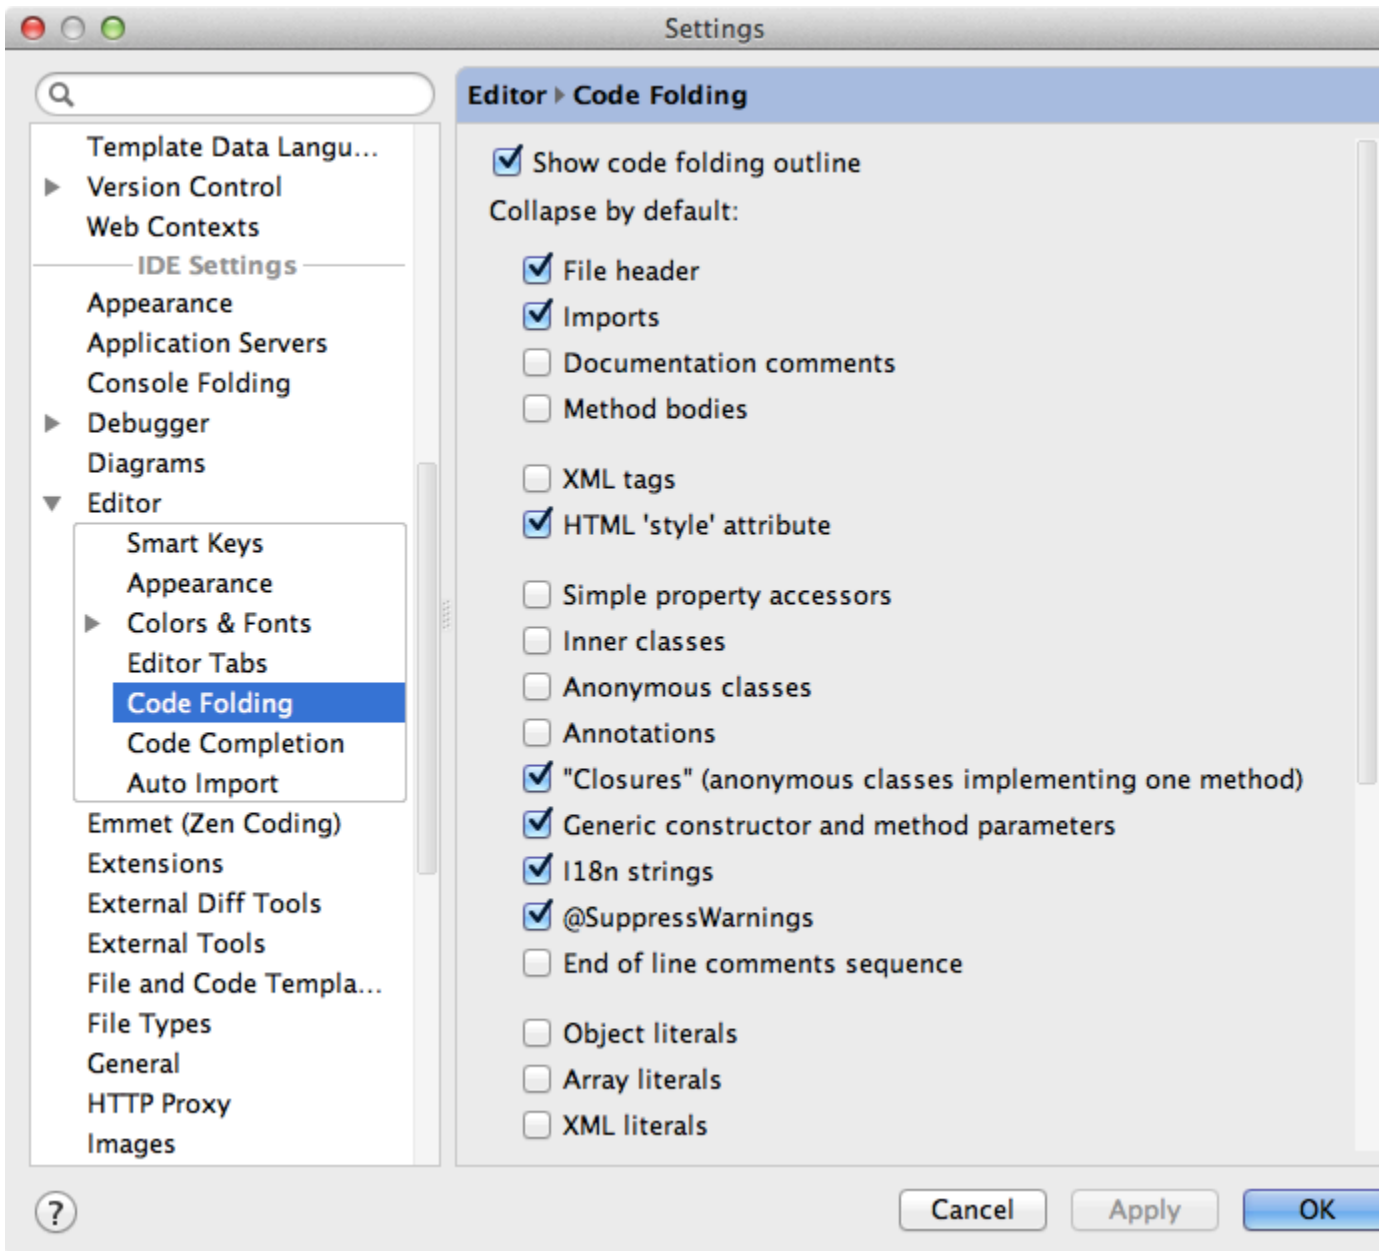 Settings
Editor Code Folding
Template Data Langu...
Version Control
Web Contexts
IDE Settings
Appearance
Application Servers
Console Folding
Debugger
Diagrams
Editor
Smart Keys
Appearance
Colors & Fonts
Editor Tabs
Code Folding
Code Completion
Auto Import
Emmet (Zen Coding)
Extensions
External Diff Tools
External Tools
File and Code Templa...
File Types
General
HTTP Proxy
Images
Show code folding outline
Collapse by default:
File header
Imports
Documentation comments
Method bodies
XML tags
HTML 'style' attribute
Simple property accessors
Inner classes
Anonymous classes
Annotations
"Closures" (anonymous classes implementing one method)
Generic constructor and method parameters
I18n strings
@SuppressWarnings
End of line comments sequence
Object literals
Array literals
XML literals
?
Cancel
Apply
OK